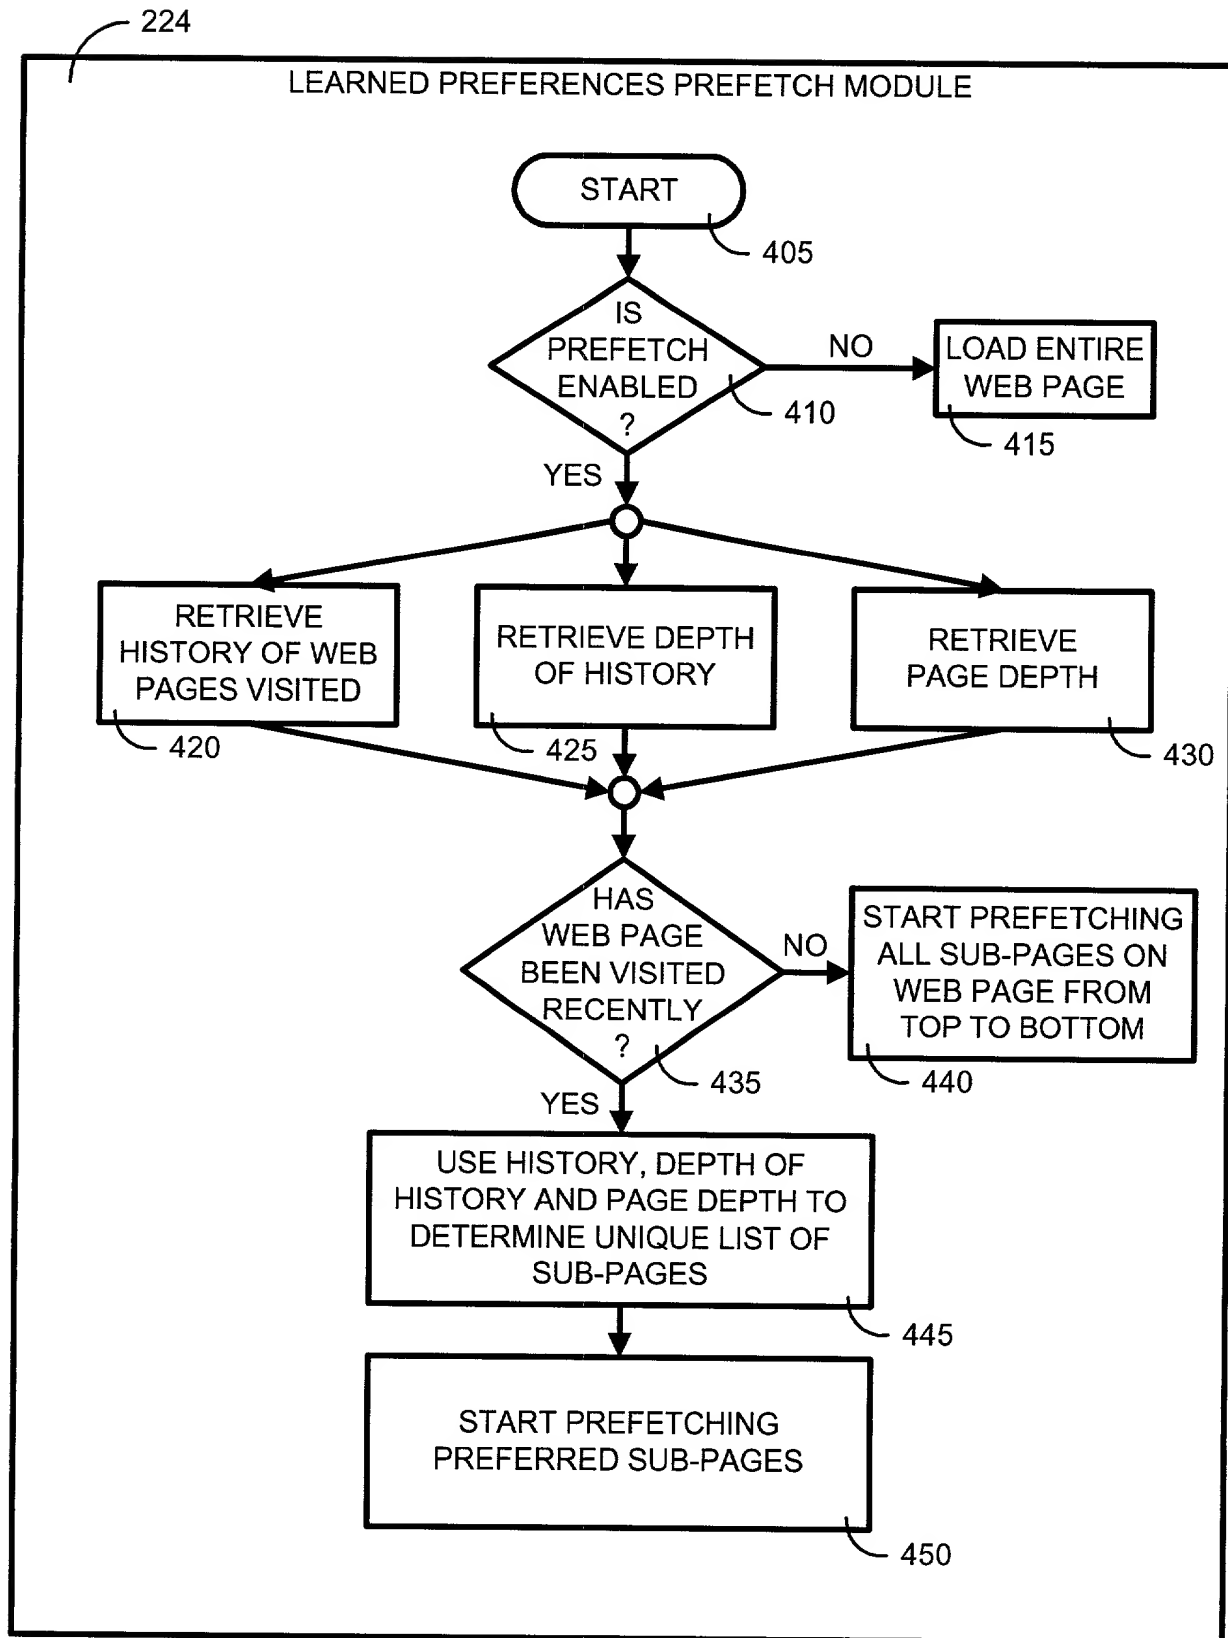 224
LEARNED PREFERENCES PREFETCH MODULE
START
405
IS
PREFETCH
ENABLED
?
410
NO
LOAD ENTIRE
WEB PAGE
415
YES
RETRIEVE
HISTORY OF WEB
PAGES VISITED
420
RETRIEVE DEPTH
OF HISTORY
425
RETRIEVE
PAGE DEPTH
430
HAS
WEB PAGE
BEEN VISITED
RECENTLY
?
435
NO
START PREFETCHING
ALL SUB-PAGES ON
WEB PAGE FROM
TOP TO BOTTOM
440
YES
USE HISTORY, DEPTH OF
HISTORY AND PAGE DEPTH TO
DETERMINE UNIQUE LIST OF
SUB-PAGES
445
START PREFETCHING
PREFERRED SUB-PAGES
450